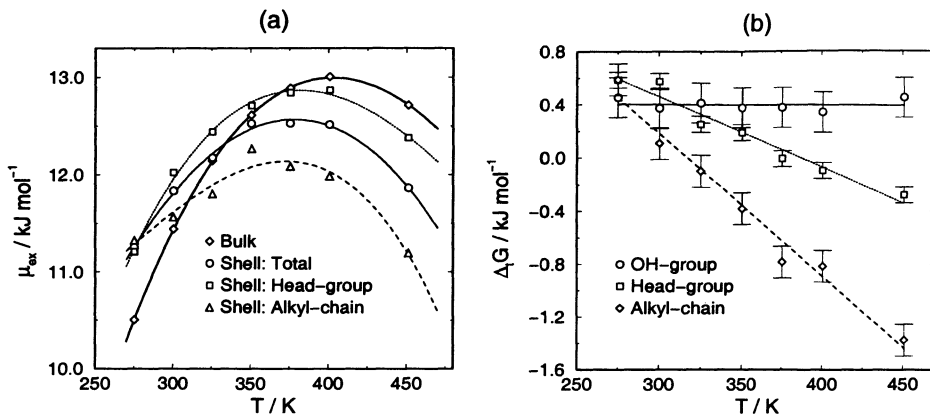 (a)
13.0
12.0
11.0
10.0
μex / kJ mol⁻¹
Bulk
Shell: Total
Shell: Head−group
Shell: Alkyl−chain
250 300 350 400 450
T / K
(b)
0.8
0.4
0.0
−0.4
−0.8
−1.2
−1.6
ΔtG / kJ mol⁻¹
OH−group
Head−group
Alkyl−chain
250 300 350 400 450
T / K